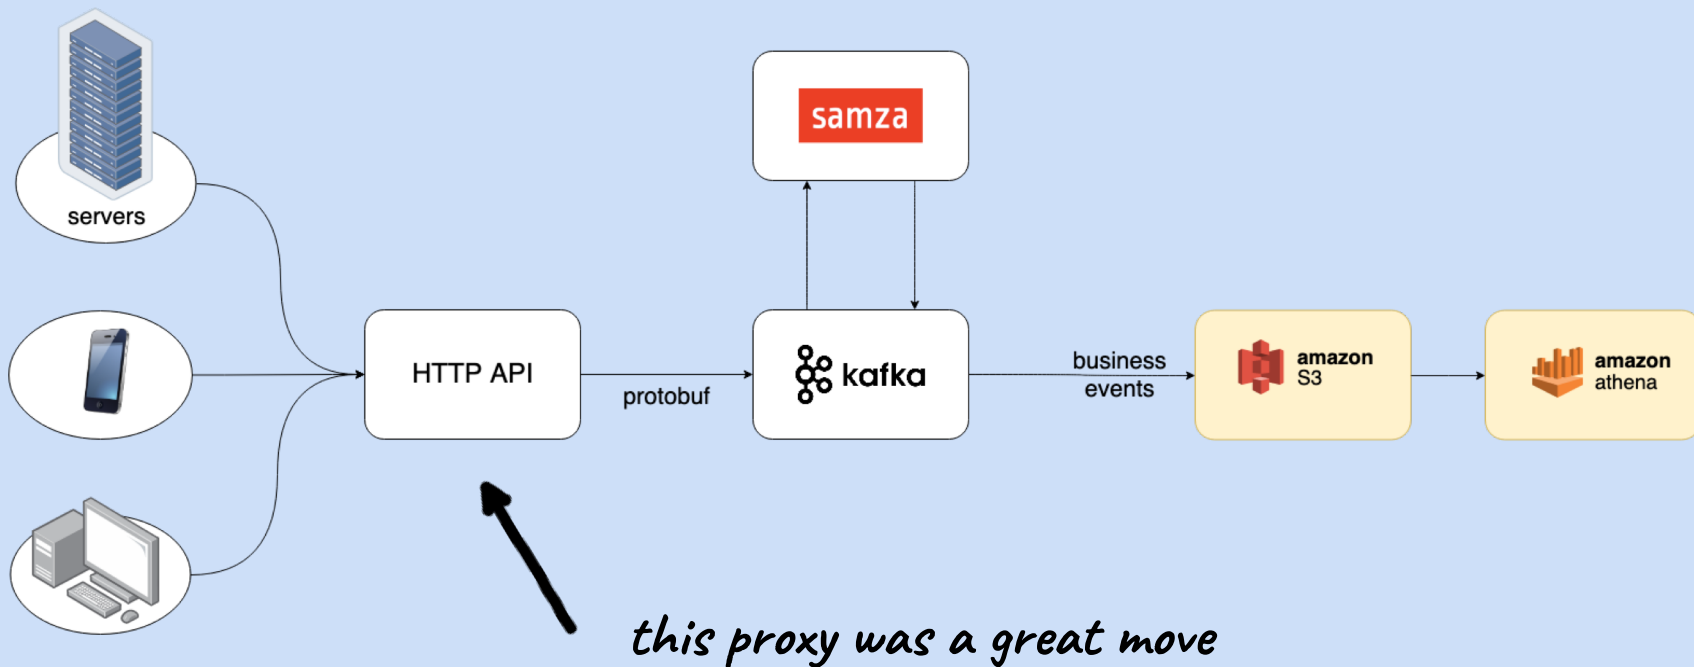 servers
samza
HTTP API
protobuf
kafka
business
events
amazon
S3
amazon
athena
this proxy was a great move